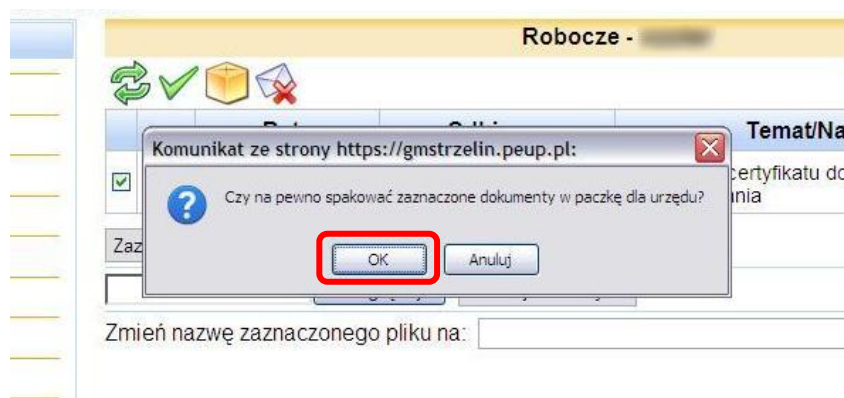 Robocze -
Temat/Na
Komunikat ze strony https://gmstrzelin.peup.pl:
certyfikatu do
ania
Czy na pewno spakować zaznaczone dokumenty w paczkę dla urzędu?
Zaz
OK
Anuluj
Zmień nazwę zaznaczonego pliku na: